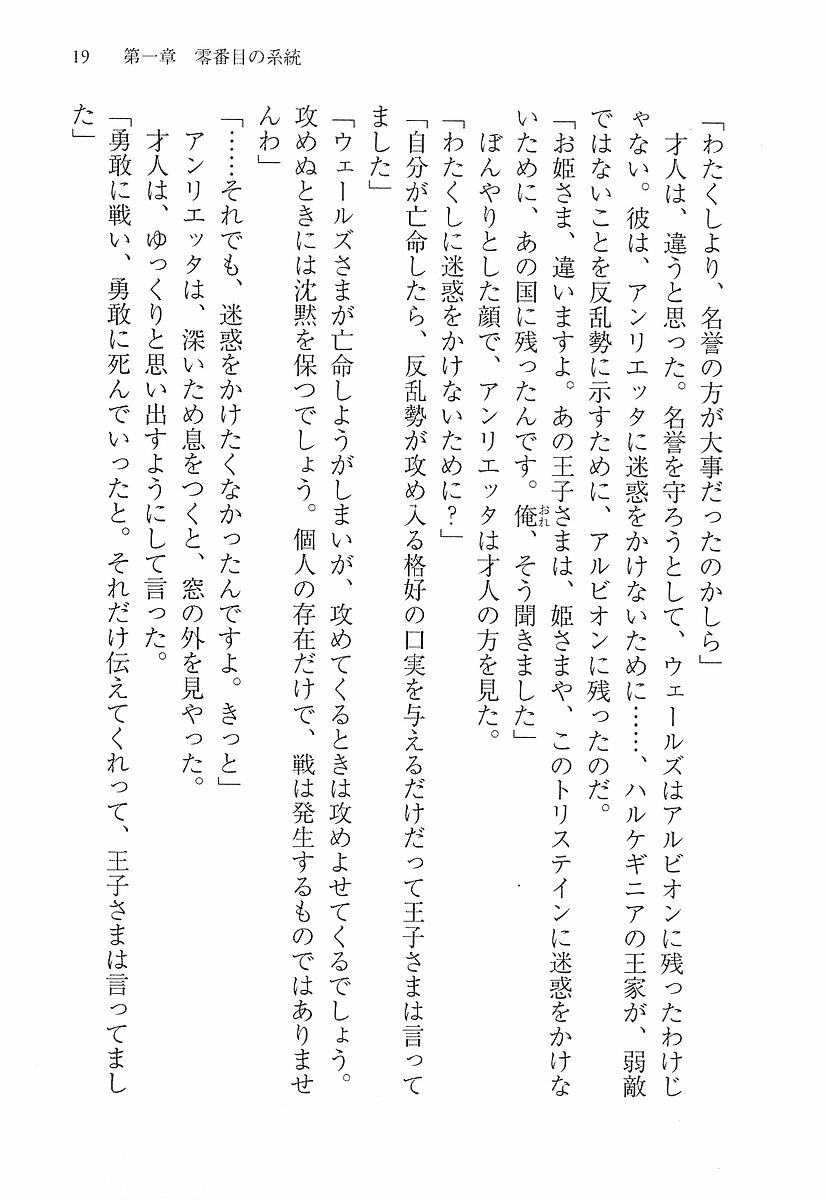 19　第一章　零番目の系統
「わたくしより、名誉の方が大事だったのかしら」
　才人は、違うと思った。名誉を守ろうとして、ウェールズはアルビオンに残ったわけじ
ゃない。彼は、アンリエッタに迷惑をかけないために……、ハルケギニアの王家が、弱敵
ではないことを反乱勢に示すために、アルビオンに残ったのだ。
「お姫さま、違いますよ。あの王子さまは、姫さまや、このトリステインに迷惑をかけな
いために、あの国に残ったんです。俺おれ、そう聞きました」
　ぼんやりとした顔で、アンリエッタは才人の方を見た。
「わたくしに迷惑をかけないために？」
「自分が亡命したら、反乱勢が攻め入る格好の口実を与えるだけだって王子さまは言って
ました」
「ウェールズさまが亡命しようがしまいが、攻めてくるときは攻めよせてくるでしょう。
攻めぬときには沈黙を保つでしょう。個人の存在だけで、戦は発生するものではありませ
んわ」
「……それでも、迷惑をかけたくなかったんですよ。きっと」
　アンリエッタは、深いため息をつくと、窓の外を見やった。
　才人は、ゆっくりと思い出すようにして言った。
「勇敢に戦い、勇敢に死んでいったと。それだけ伝えてくれって、王子さまは言ってまし
た」